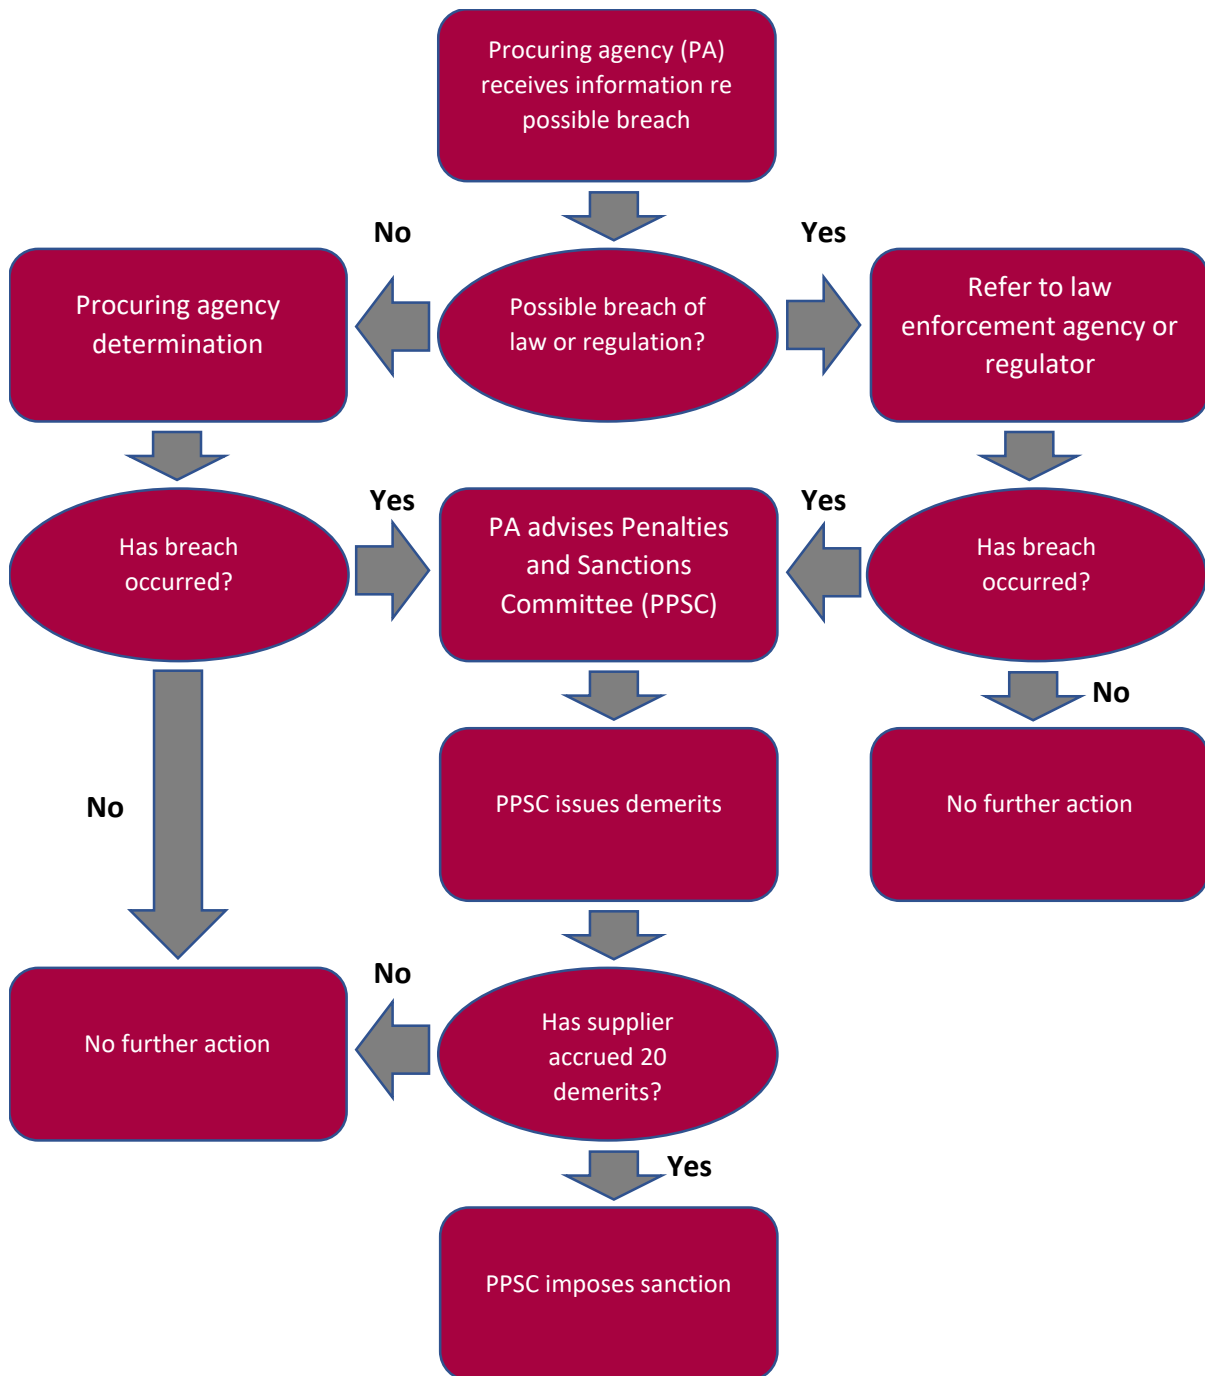 Procuring agency (PA)
receives information re
possible breach
No
Yes
Procuring agency
determination
Possible breach of
law or regulation?
Refer to law
enforcement agency or
regulator
Has breach
occurred?
Yes
PA advises Penalties
and Sanctions
Committee (PPSC)
Yes
Has breach
occurred?
No
No
PPSC issues demerits
No further action
No further action
No
Has supplier
accrued 20
demerits?
Yes
PPSC imposes sanction